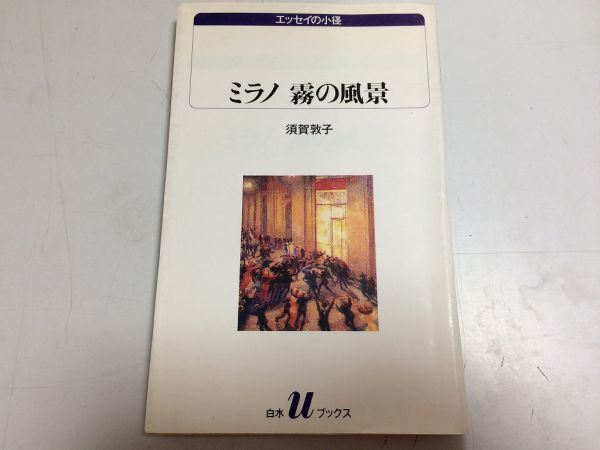 エッセイの小径
ミラノ 霧の風景
須賀敦子
白水 u ブックス